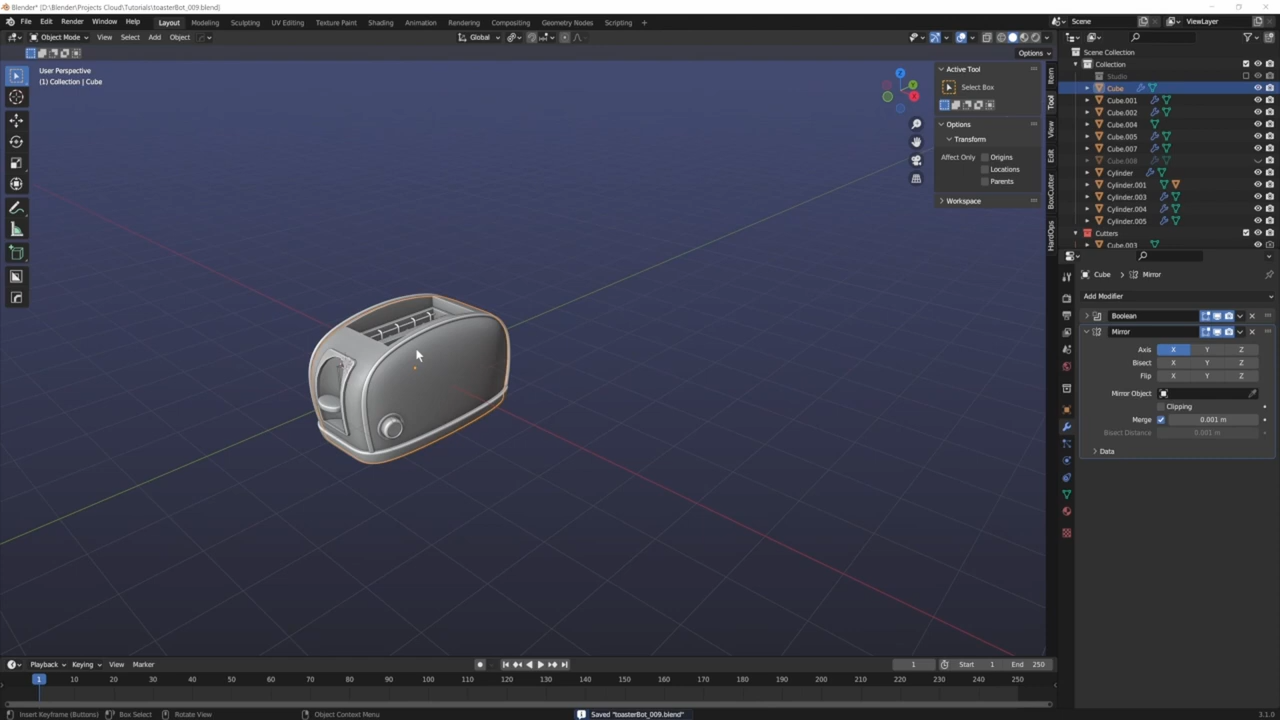 Blender* [D:\Blender\Projects Cloud\Tutorials\toasterBot_009.blend]
File Edit Render Window Help Layout Modeling Sculpting UV Editing Texture Paint Shading Animation Rendering Compositing Geometry Nodes Scripting + Scene ViewLayer
Object Mode View Select Add Object Global
Options
User Perspective
(1) Collection | Cube
Z
Active Tool
Select Box
Options
Transform
Affect Only Origins
Locations
Parents
Workspace
Item
Tool
View
Edit
BoxCutter
HardOps
Scene Collection
Collection
Studio
Cube
Cube.001
Cube.002
Cube.004
Cube.005
Cube.007
Cube.008
Cylinder
Cylinder.001
Cylinder.003
Cylinder.004
Cylinder.005
Cutters
Cube.003
Cube > Mirror
Add Modifier
Boolean
Mirror
Axis X Y Z
Bisect X Y Z
Flip X Y Z
Mirror Object
Clipping
Merge 0.001 m
Bisect Distance 0.001 m
Data
Playback Keying View Marker 1 Start 1 End 250
1 10 20 30 40 50 60 70 80 90 100 110 120 130 140 150 160 170 180 190 200 210 220 230 240 250
Insert Keyframe (Buttons) Box Select Rotate View Object Context Menu Saved "toasterBot_009.blend" 3.1.0